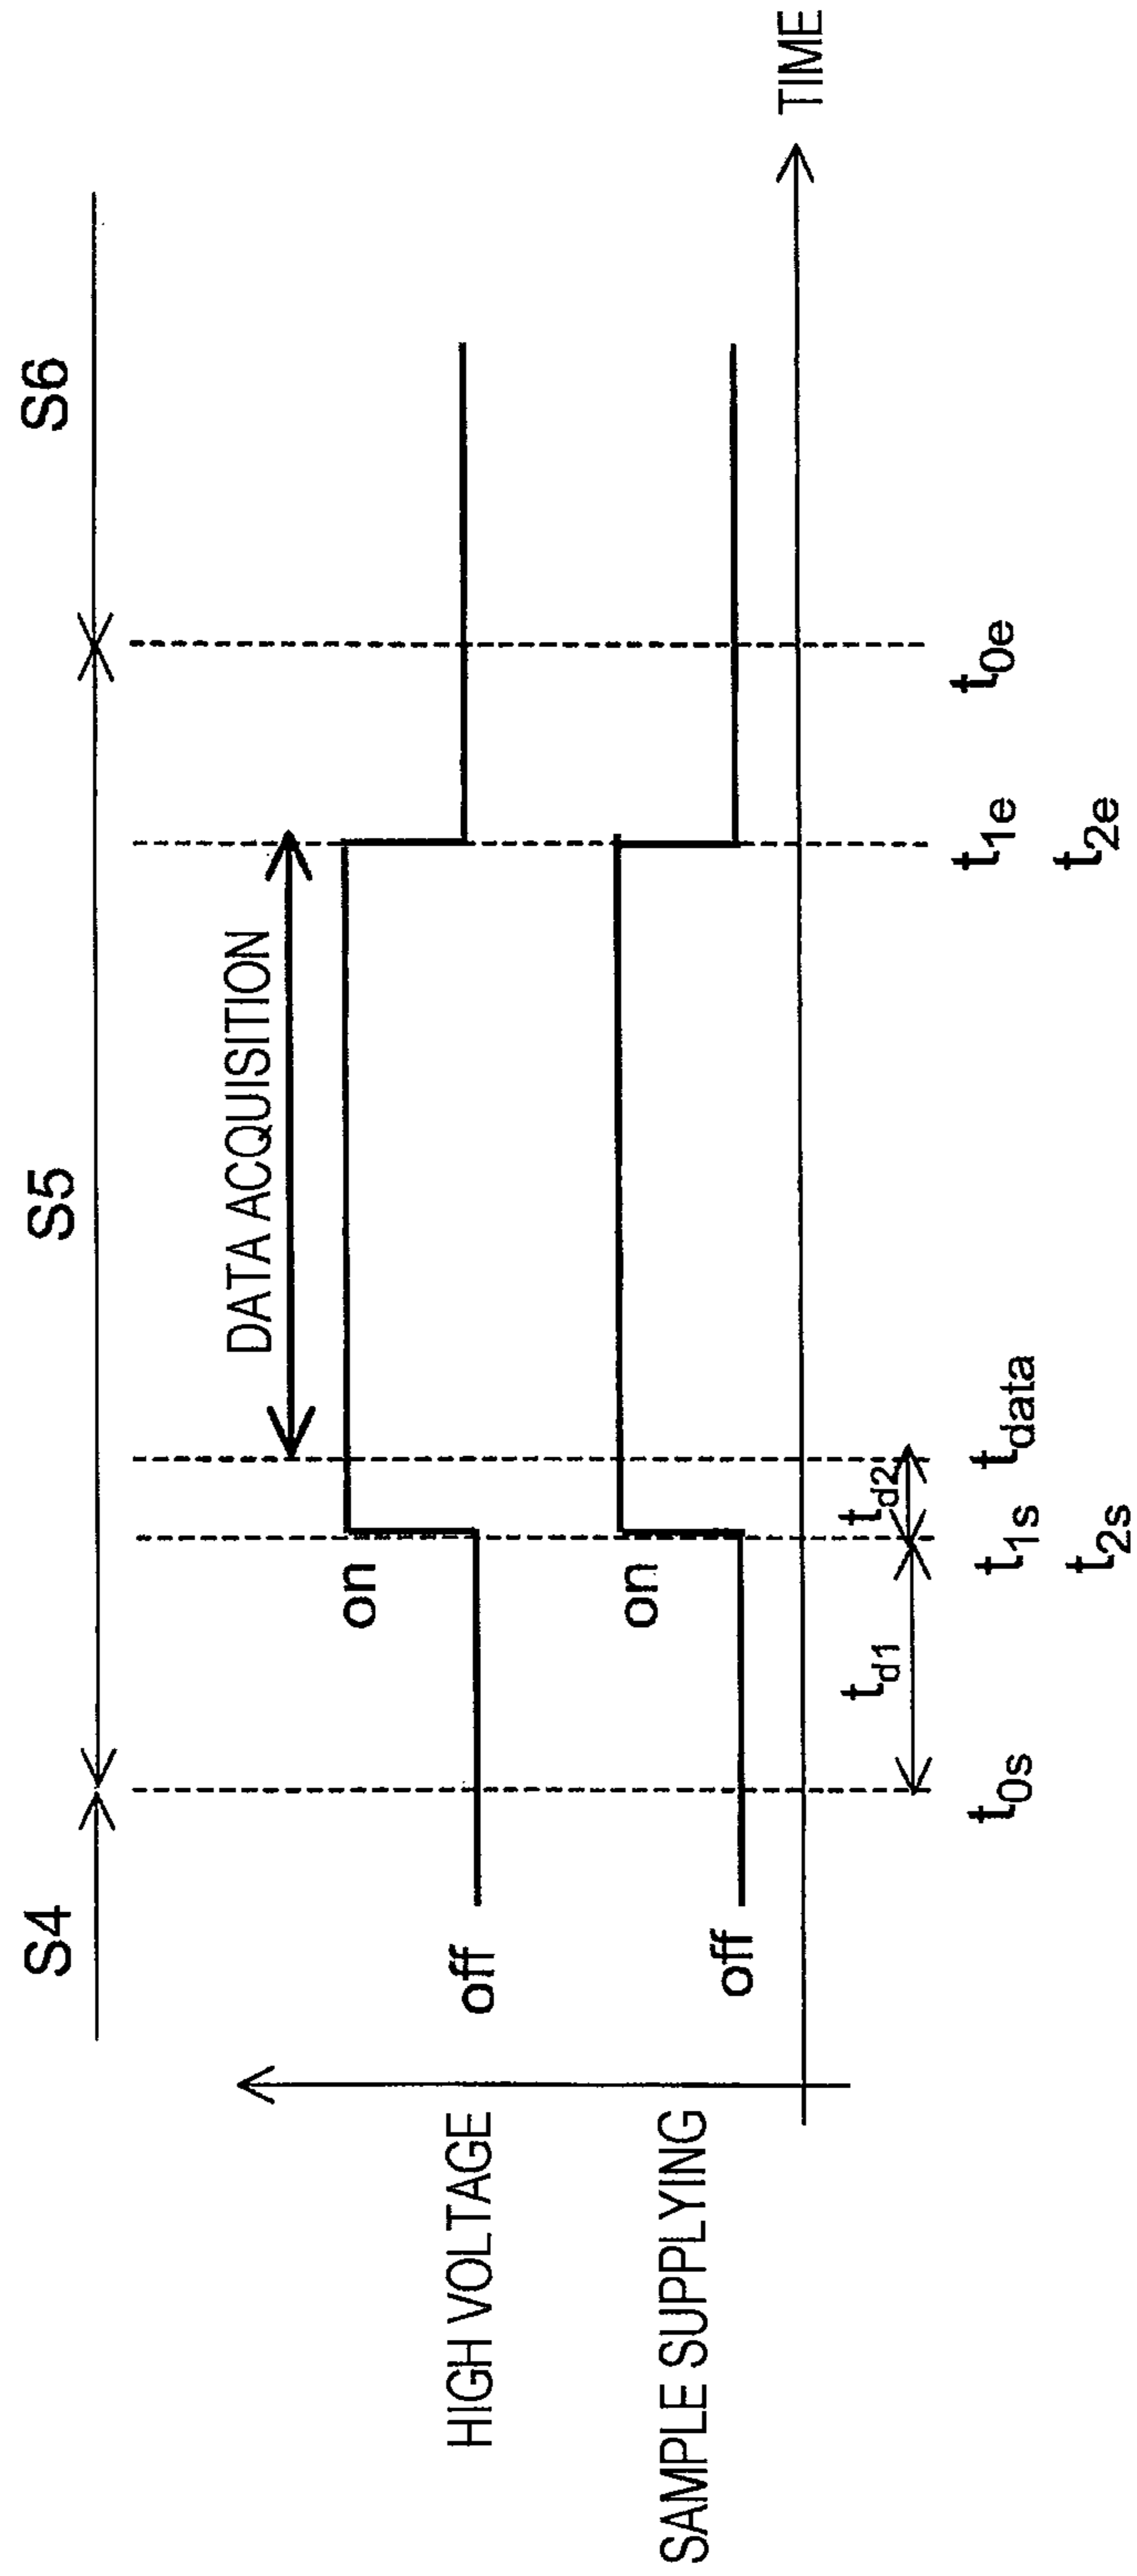 S4
S5
S6
DATA ACQUISITION
HIGH VOLTAGE
off
on
SAMPLE SUPPLYING
off
on
TIME
td1
td2
t0s
t1s
tdata
t1e
t0e
t2s
t2e